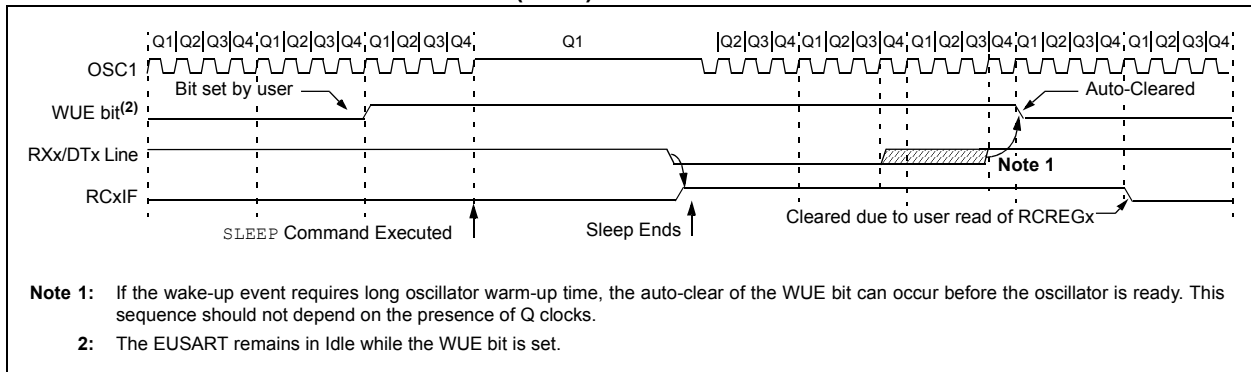 Q1 Q2 Q3 Q4 Q1 Q2 Q3 Q4 Q1 Q2 Q3 Q4 Q1 Q2 Q3 Q4 Q1 Q2 Q3 Q4 Q1 Q2 Q3 Q4 Q1 Q2 Q3 Q4 Q1 Q2 Q3 Q4
OSC1
Bit set by user
Auto-Cleared
WUE bit(2)
RXx/DTx Line
Note 1
RCxIF
Cleared due to user read of RCREGx
SLEEP Command Executed
Sleep Ends
Note 1: If the wake-up event requires long oscillator warm-up time, the auto-clear of the WUE bit can occur before the oscillator is ready. This
sequence should not depend on the presence of Q clocks.
2: The EUSART remains in Idle while the WUE bit is set.